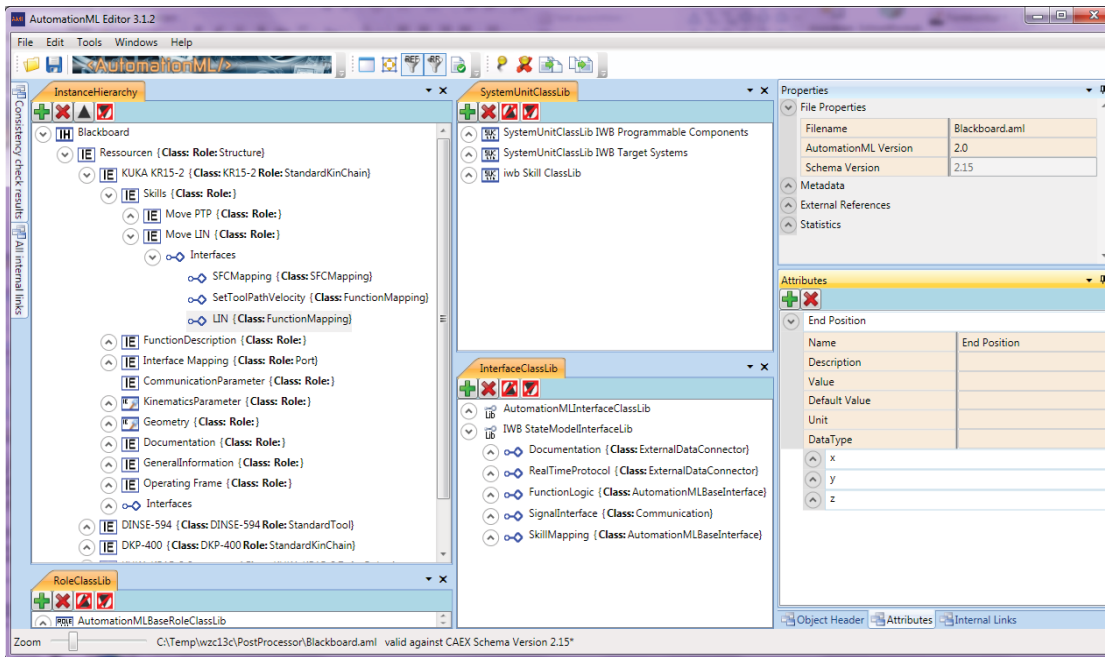 AutomationML Editor 3.1.2
File Edit Tools Windows Help
<AutomationML/>
Consistency check results
All internal links
InstanceHierarchy
Blackboard
Ressourcen {Class: Role:Structure}
KUKA KR15-2 {Class: KR15-2 Role: StandardKinChain}
Skills {Class: Role:}
Move PTP {Class: Role:}
Move LIN {Class: Role:}
Interfaces
SFCMapping {Class:SFCMapping}
SetToolPathVelocity {Class:FunctionMapping}
LIN {Class:FunctionMapping}
FunctionDescription {Class: Role:}
Interface Mapping {Class: Role:Port}
CommunicationParameter {Class: Role:}
KinematicsParameter {Class: Role:}
Geometry {Class: Role:}
Documentation {Class: Role:}
GeneralInformation {Class: Role:}
Operating Frame {Class: Role:}
Interfaces
DINSE-594 {Class: DINSE-594 Role: StandardTool}
DKP-400 {Class: DKP-400 Role: StandardKinChain}
RoleClassLib
AutomationMLBaseRoleClassLib
SystemUnitClassLib
SystemUnitClassLib IWB Programmable Components
SystemUnitClassLib IWB Target Systems
iwb Skill ClassLib
InterfaceClassLib
AutomationMLInterfaceClassLib
IWB StateModelInterfaceLib
Documentation {Class:ExternalDataConnector}
RealTimeProtocol {Class:ExternalDataConnector}
FunctionLogic {Class:AutomationMLBaseInterface}
SignalInterface {Class:Communication}
SkillMapping {Class:AutomationMLBaseInterface}
Properties
File Properties
Filename Blackboard.aml
AutomationML Version 2.0
Schema Version 2.15
Metadata
External References
Statistics
Attributes
End Position
Name End Position
Description
Value
Default Value
Unit
DataType
x
y
z
Object Header Attributes Internal Links
Zoom C:\Temp\wzc13c\PostProcessor\Blackboard.aml valid against CAEX Schema Version 2.15*